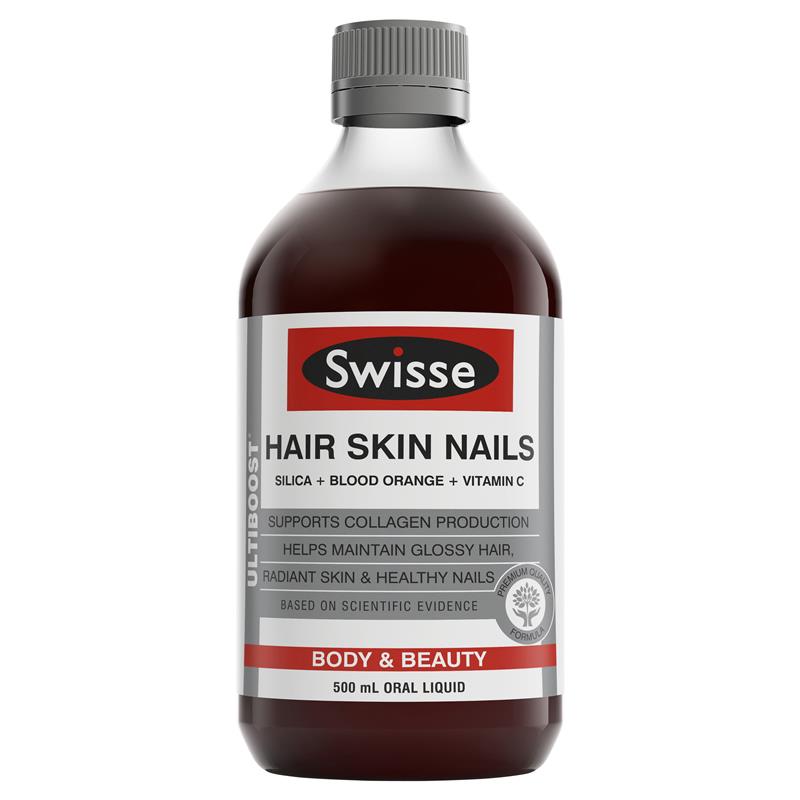 Swisse
ULTIBOOST®
HAIR SKIN NAILS
SILICA + BLOOD ORANGE + VITAMIN C
SUPPORTS COLLAGEN PRODUCTION
HELPS MAINTAIN GLOSSY HAIR,
RADIANT SKIN & HEALTHY NAILS
BASED ON SCIENTIFIC EVIDENCE
PREMIUM QUALITY
FORMULA
BODY & BEAUTY
500 mL ORAL LIQUID